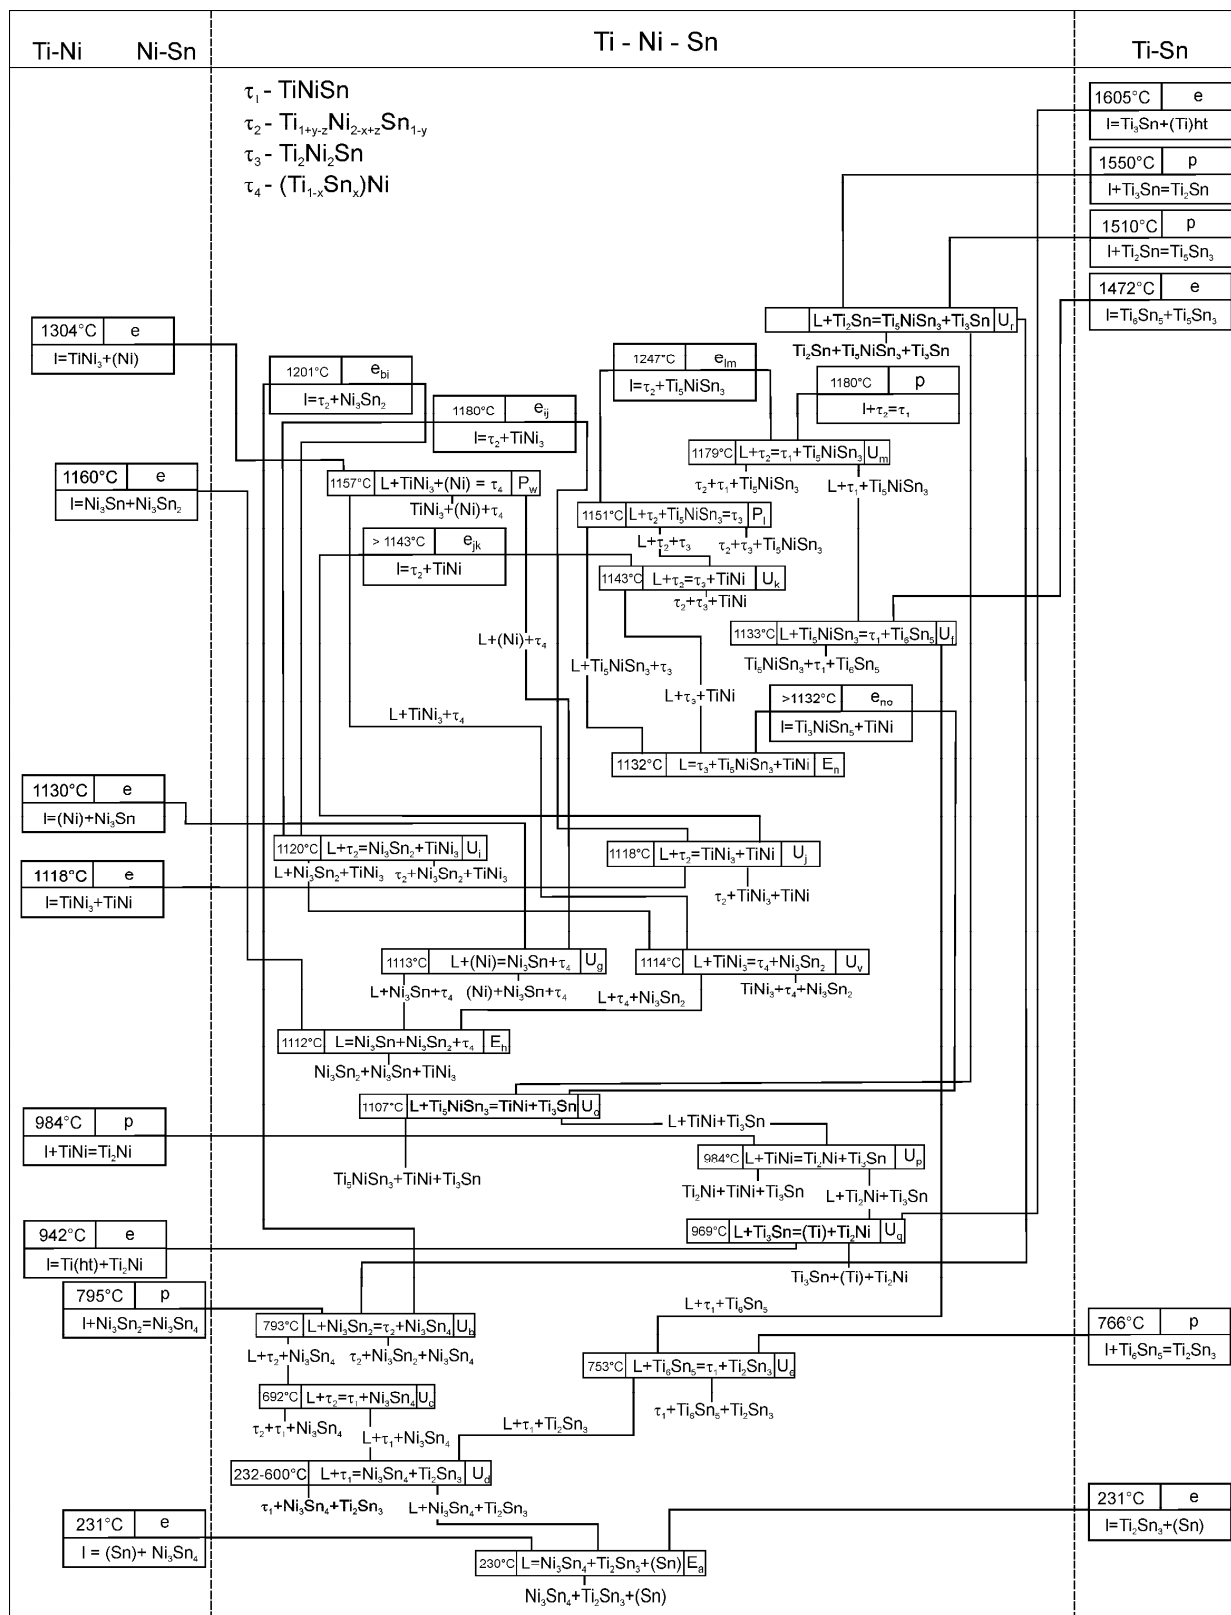 Ti-Ni Ni-Sn
Ti - Ni - Sn
Ti-Sn
τ₁ - TiNiSn
τ₂ - Ti₁₊y₋zNi₂₋x₊zSn₁₋y
τ₃ - Ti₂Ni₂Sn
τ₄ - (Ti₁₋xSnx)Ni
1605°C e
l=Ti₃Sn+(Ti)ht
1550°C p
l+Ti₃Sn=Ti₂Sn
1510°C p
l+Ti₂Sn=Ti₅Sn₃
1472°C e
l=Ti₆Sn₅+Ti₅Sn₃
L+Ti₂Sn=Ti₅NiSn₃+Ti₃Sn Ur
Ti₂Sn+Ti₅NiSn₃+Ti₃Sn
1304°C e
l=TiNi₃+(Ni)
1201°C ebi
l=τ₂+Ni₃Sn₂
1247°C elm
l=τ₂+Ti₅NiSn₃
1180°C p
l+τ₂=τ₁
1180°C eij
l=τ₂+TiNi₃
1179°C L+τ₂=τ₁+Ti₅NiSn₃ Um
τ₂+τ₁+Ti₅NiSn₃
L+τ₁+Ti₅NiSn₃
1160°C e
l=Ni₃Sn+Ni₃Sn₂
1157°C L+TiNi₃+(Ni) = τ₄ Pw
TiNi₃+(Ni)+τ₄
1151°C L+τ₂+Ti₅NiSn₃=τ₃ Pl
L+τ₂+τ₃
τ₂+τ₃+Ti₅NiSn₃
> 1143°C ejk
l=τ₂+TiNi
1143°C L+τ₂=τ₃+TiNi Uk
τ₂+τ₃+TiNi
1133°C L+Ti₅NiSn₃=τ₁+Ti₆Sn₅ Uf
Ti₅NiSn₃+τ₁+Ti₆Sn₅
L+(Ni)+τ₄
L+Ti₅NiSn₃+τ₃
L+τ₃+TiNi
>1132°C eno
l=Ti₃NiSn₅+TiNi
L+TiNi₃+τ₄
1132°C L=τ₃+Ti₅NiSn₃+TiNi En
1130°C e
l=(Ni)+Ni₃Sn
1120°C L+τ₂=Ni₃Sn₂+TiNi₃ Ui
L+Ni₃Sn₂+TiNi₃
τ₂+Ni₃Sn₂+TiNi₃
1118°C L+τ₂=TiNi₃+TiNi Uj
τ₂+TiNi₃+TiNi
1118°C e
l=TiNi₃+TiNi
1113°C L+(Ni)=Ni₃Sn+τ₄ Ug
L+Ni₃Sn+τ₄
(Ni)+Ni₃Sn+τ₄
1114°C L+TiNi₃=τ₄+Ni₃Sn₂ Uv
L+τ₄+Ni₃Sn₂
TiNi₃+τ₄+Ni₃Sn₂
1112°C L=Ni₃Sn+Ni₃Sn₂+τ₄ Eh
Ni₃Sn₂+Ni₃Sn+TiNi₃
1107°C L+Ti₅NiSn₃=TiNi+Ti₃Sn Uo
L+TiNi+Ti₃Sn
Ti₅NiSn₃+TiNi+Ti₃Sn
984°C p
l+TiNi=Ti₂Ni
984°C L+TiNi=Ti₂Ni+Ti₃Sn Up
Ti₂Ni+TiNi+Ti₃Sn
L+Ti₂Ni+Ti₃Sn
942°C e
l=Ti(ht)+Ti₂Ni
969°C L+Ti₃Sn=(Ti)+Ti₂Ni Uq
Ti₃Sn+(Ti)+Ti₂Ni
795°C p
l+Ni₃Sn₂=Ni₃Sn₄
793°C L+Ni₃Sn₂=τ₂+Ni₃Sn₄ Ub
L+τ₂+Ni₃Sn₄
τ₂+Ni₃Sn₂+Ni₃Sn₄
L+τ₁+Ti₆Sn₅
766°C p
l+Ti₆Sn₅=Ti₂Sn₃
753°C L+Ti₆Sn₅=τ₁+Ti₂Sn₃ Ue
τ₁+Ti₆Sn₅+Ti₂Sn₃
692°C L+τ₂=τ₁+Ni₃Sn₄ Uc
τ₂+τ₁+Ni₃Sn₄
L+τ₁+Ni₃Sn₄
L+τ₁+Ti₂Sn₃
232-600°C L+τ₁=Ni₃Sn₄+Ti₂Sn₃ Ud
τ₁+Ni₃Sn₄+Ti₂Sn₃
L+Ni₃Sn₄+Ti₂Sn₃
231°C e
l = (Sn)+ Ni₃Sn₄
231°C e
l=Ti₂Sn₃+(Sn)
230°C L=Ni₃Sn₄+Ti₂Sn₃+(Sn) Ea
Ni₃Sn₄+Ti₂Sn₃+(Sn)